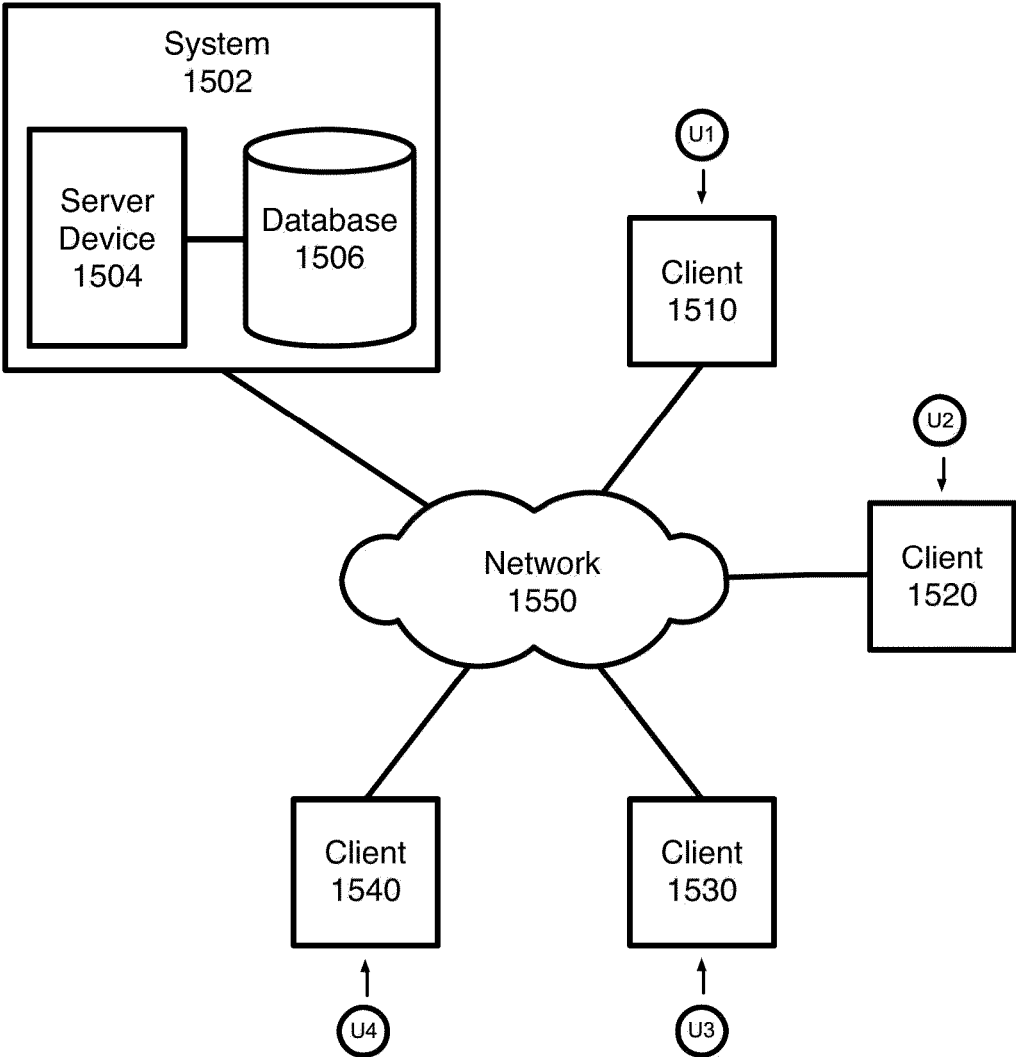 System
1502
Server
Device
1504
Database
1506
U1
Client
1510
U2
Client
1520
Network
1550
Client
1540
Client
1530
U4
U3